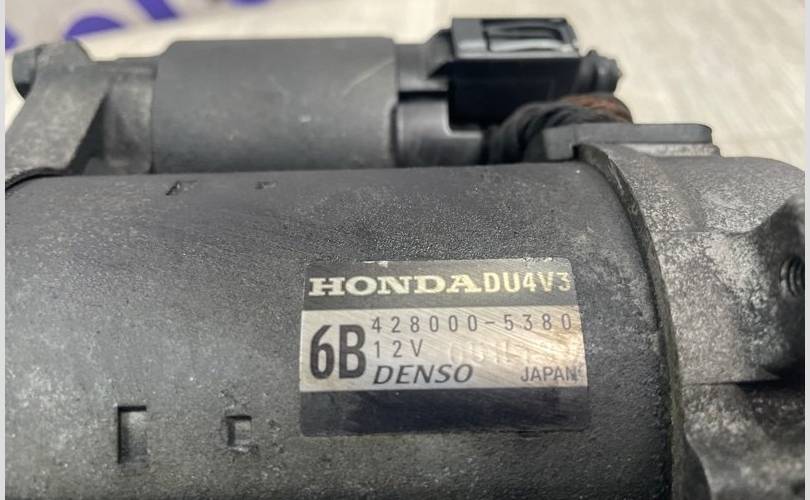 HONDA DU4V3
6B 428000-5380
12V
DENSO JAPAN